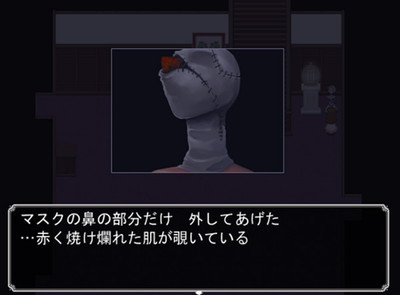 マスクの鼻の部分だけ　外してあげた
…赤く焼け爛れた肌が覗いている